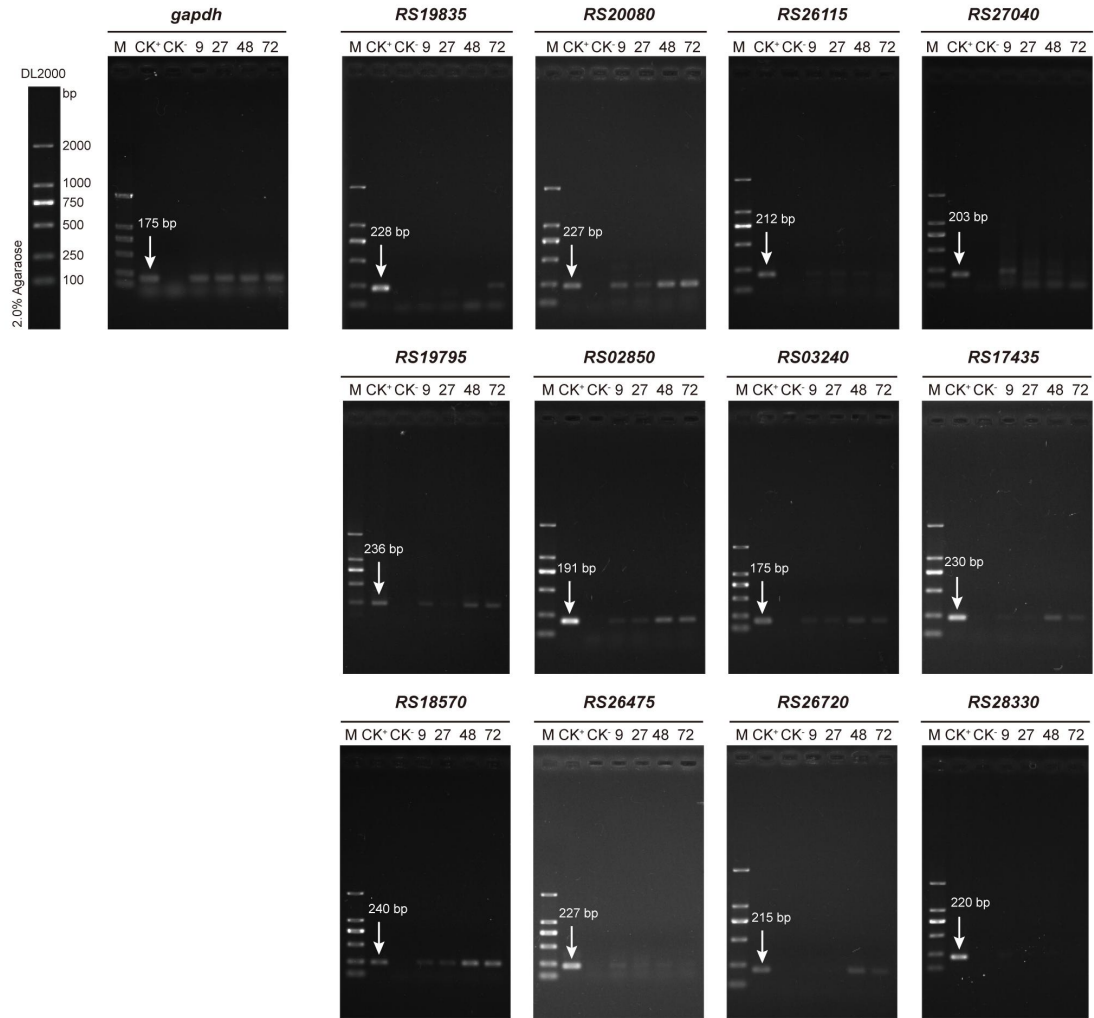 gapdh
M CK⁺ CK⁻ 9 27 48 72
175 bp
DL2000
bp
2000
1000
750
500
250
100
2.0% Agaraose
RS19835
M CK⁺ CK⁻ 9 27 48 72
228 bp
RS20080
M CK⁺ CK⁻ 9 27 48 72
227 bp
RS26115
M CK⁺ CK⁻ 9 27 48 72
212 bp
RS27040
M CK⁺ CK⁻ 9 27 48 72
203 bp
RS19795
M CK⁺ CK⁻ 9 27 48 72
236 bp
RS02850
M CK⁺ CK⁻ 9 27 48 72
191 bp
RS03240
M CK⁺ CK⁻ 9 27 48 72
175 bp
RS17435
M CK⁺ CK⁻ 9 27 48 72
230 bp
RS18570
M CK⁺ CK⁻ 9 27 48 72
240 bp
RS26475
M CK⁺ CK⁻ 9 27 48 72
227 bp
RS26720
M CK⁺ CK⁻ 9 27 48 72
215 bp
RS28330
M CK⁺ CK⁻ 9 27 48 72
220 bp